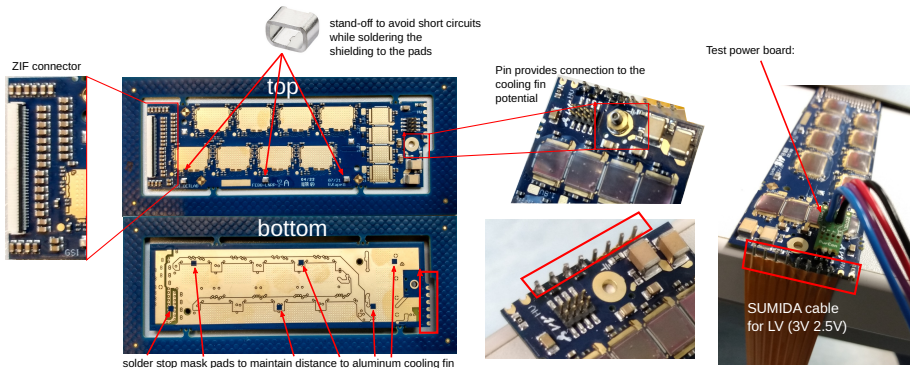 stand-off to avoid short circuits
while soldering the
shielding to the pads
ZIF connector
top
Pin provides connection to the
cooling fin
potential
Test power board:
GSI
bottom
SUMIDA cable
for LV (3V 2.5V)
solder stop mask pads to maintain distance to aluminum cooling fin